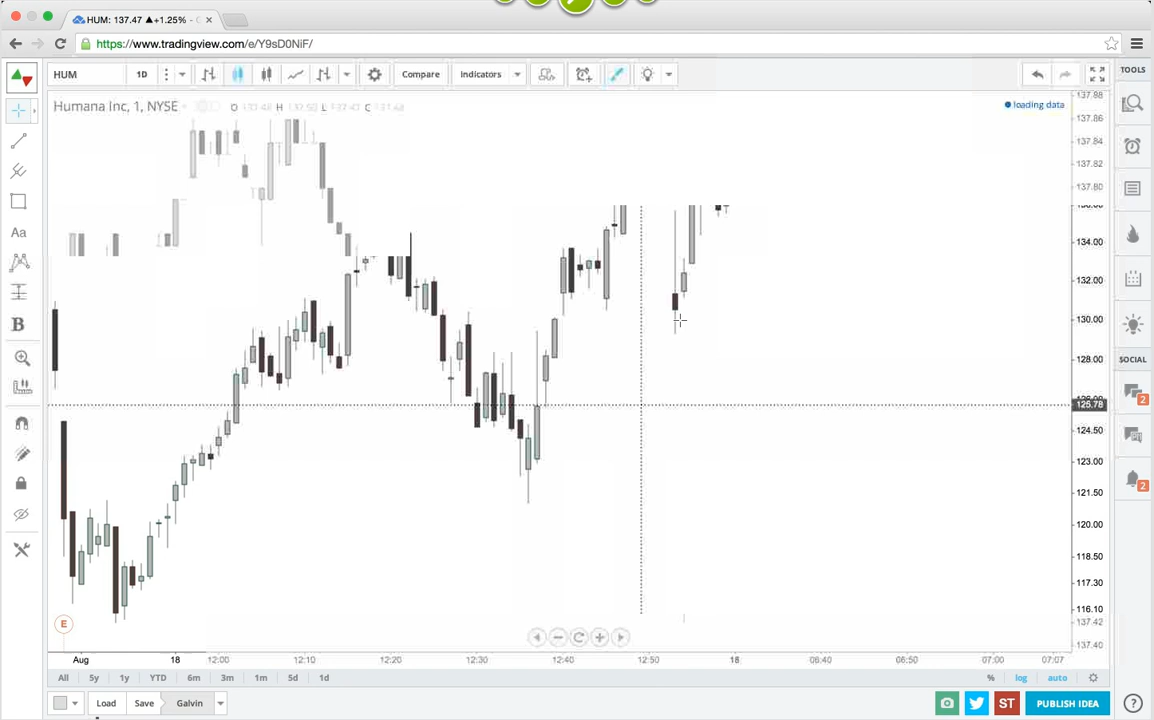 HUM: 137.47 ▲+1.25% -
https://www.tradingview.com/e/Y9sD0NiF/
HUM 1D Compare Indicators TOOLS
Humana Inc, 1, NYSE O H L C loading data
137.88
137.86
137.84
137.82
137.80
134.00
132.00
130.00
128.00
125.78
124.50
123.00
121.50
120.00
118.50
117.30
116.10
137.42
137.40
Aa
B
E
SOCIAL
2
2
Aug 18 12:00 12:10 12:20 12:30 12:40 12:50 18 06:40 06:50 07:00 07:07
All 5y 1y YTD 6m 3m 1m 5d 1d % log auto
Load Save Galvin ST PUBLISH IDEA ?